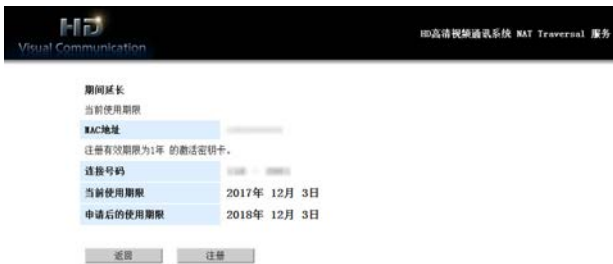 HD
Visual Communication
HD高清视频通讯系统 NAT Traversal 服务
期间延长
当前使用期限
MAC地址
注册有效期限为1年 的激活密钥卡。
连接号码
当前使用期限 2017年 12月 3日
申请后的使用期限 2018年 12月 3日
返回 注册